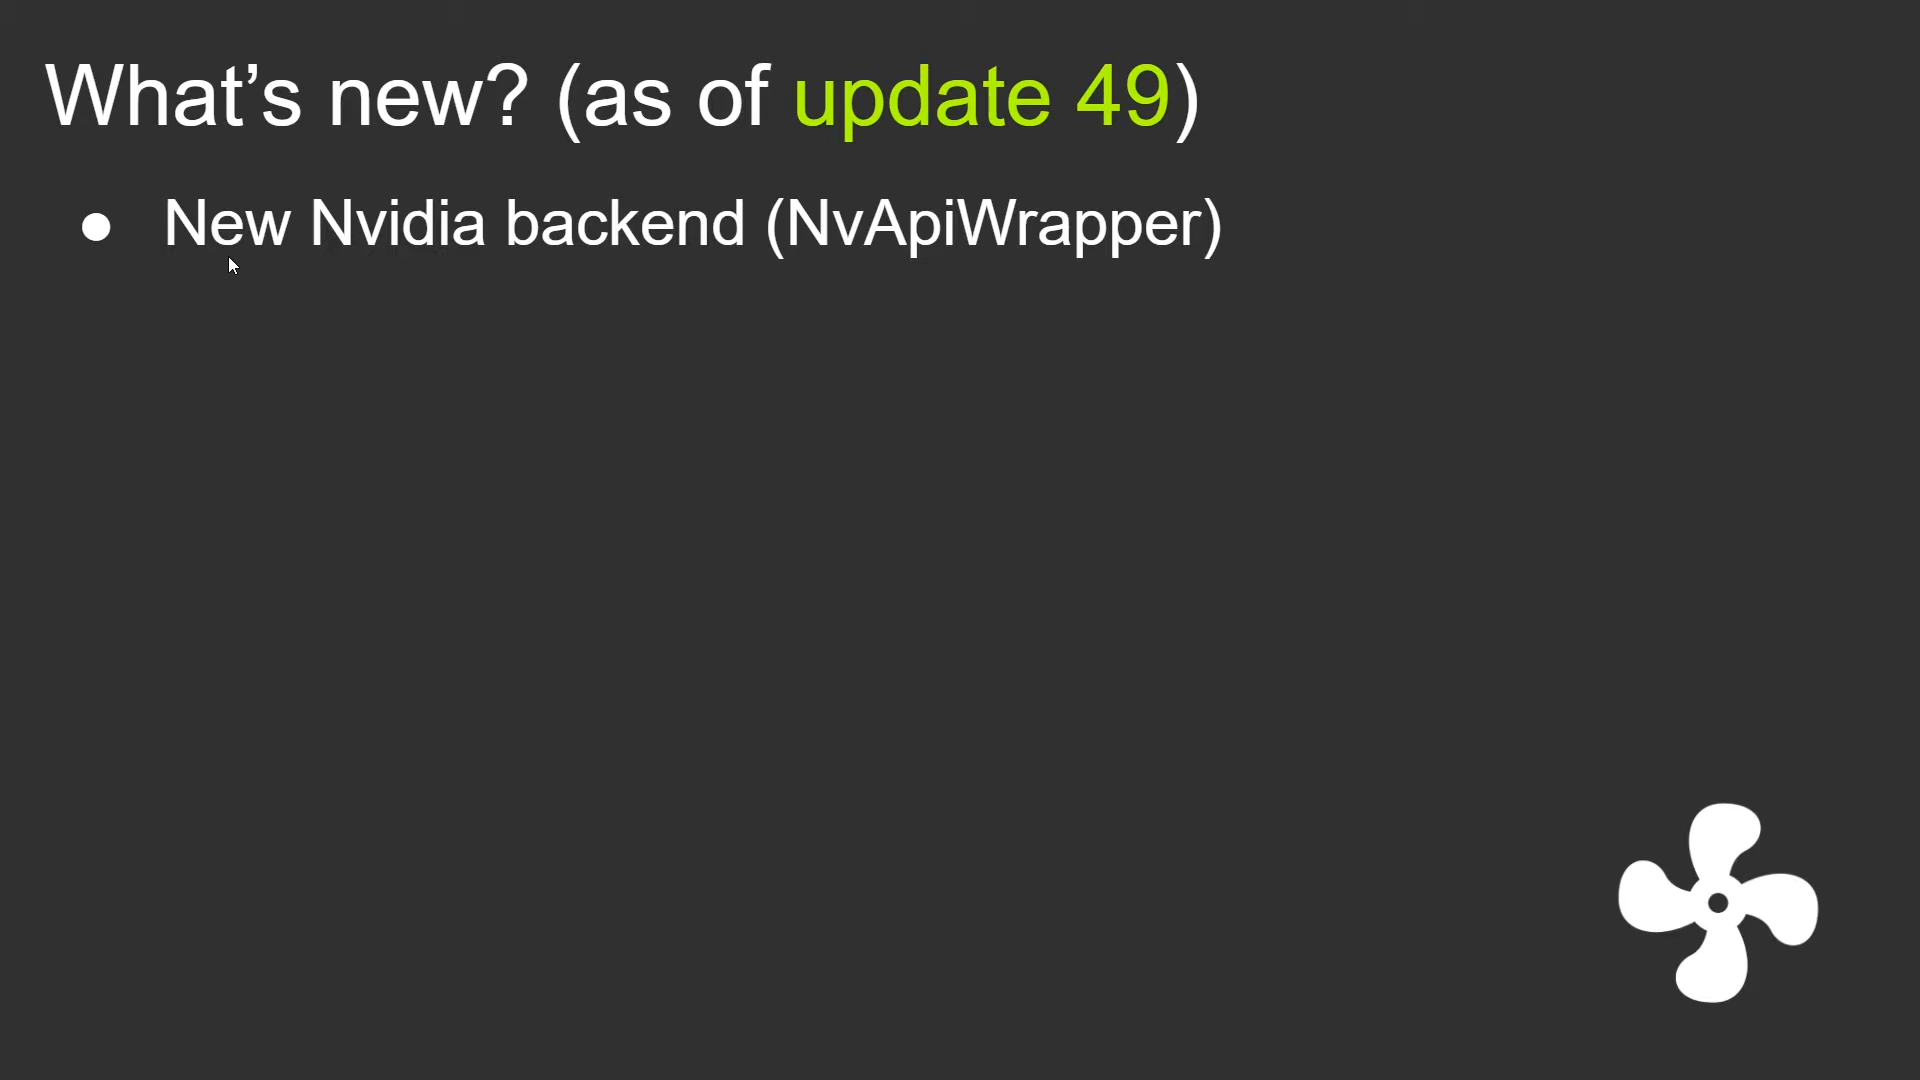 What’s new? (as of update 49)
● New Nvidia backend (NvApiWrapper)